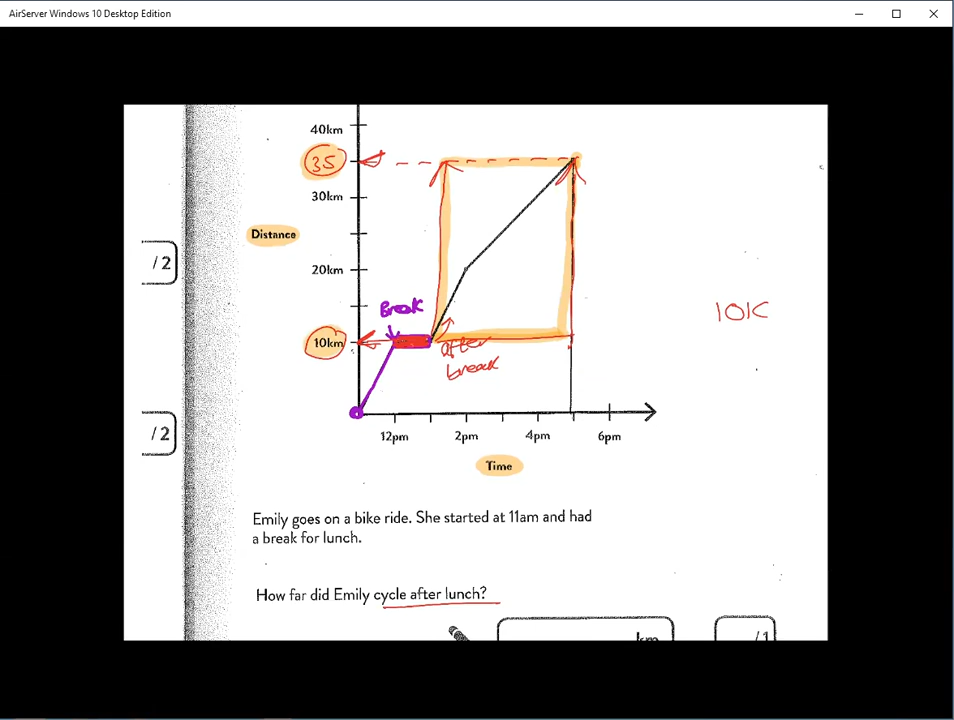 AirServer Windows 10 Desktop Edition
40km
35
30km
Distance
/2
20km
Break
10K
10km
after
break
/2
12pm
2pm
4pm
6pm
Time
Emily goes on a bike ride. She started at 11am and had
a break for lunch.
How far did Emily cycle after lunch?
km
/1